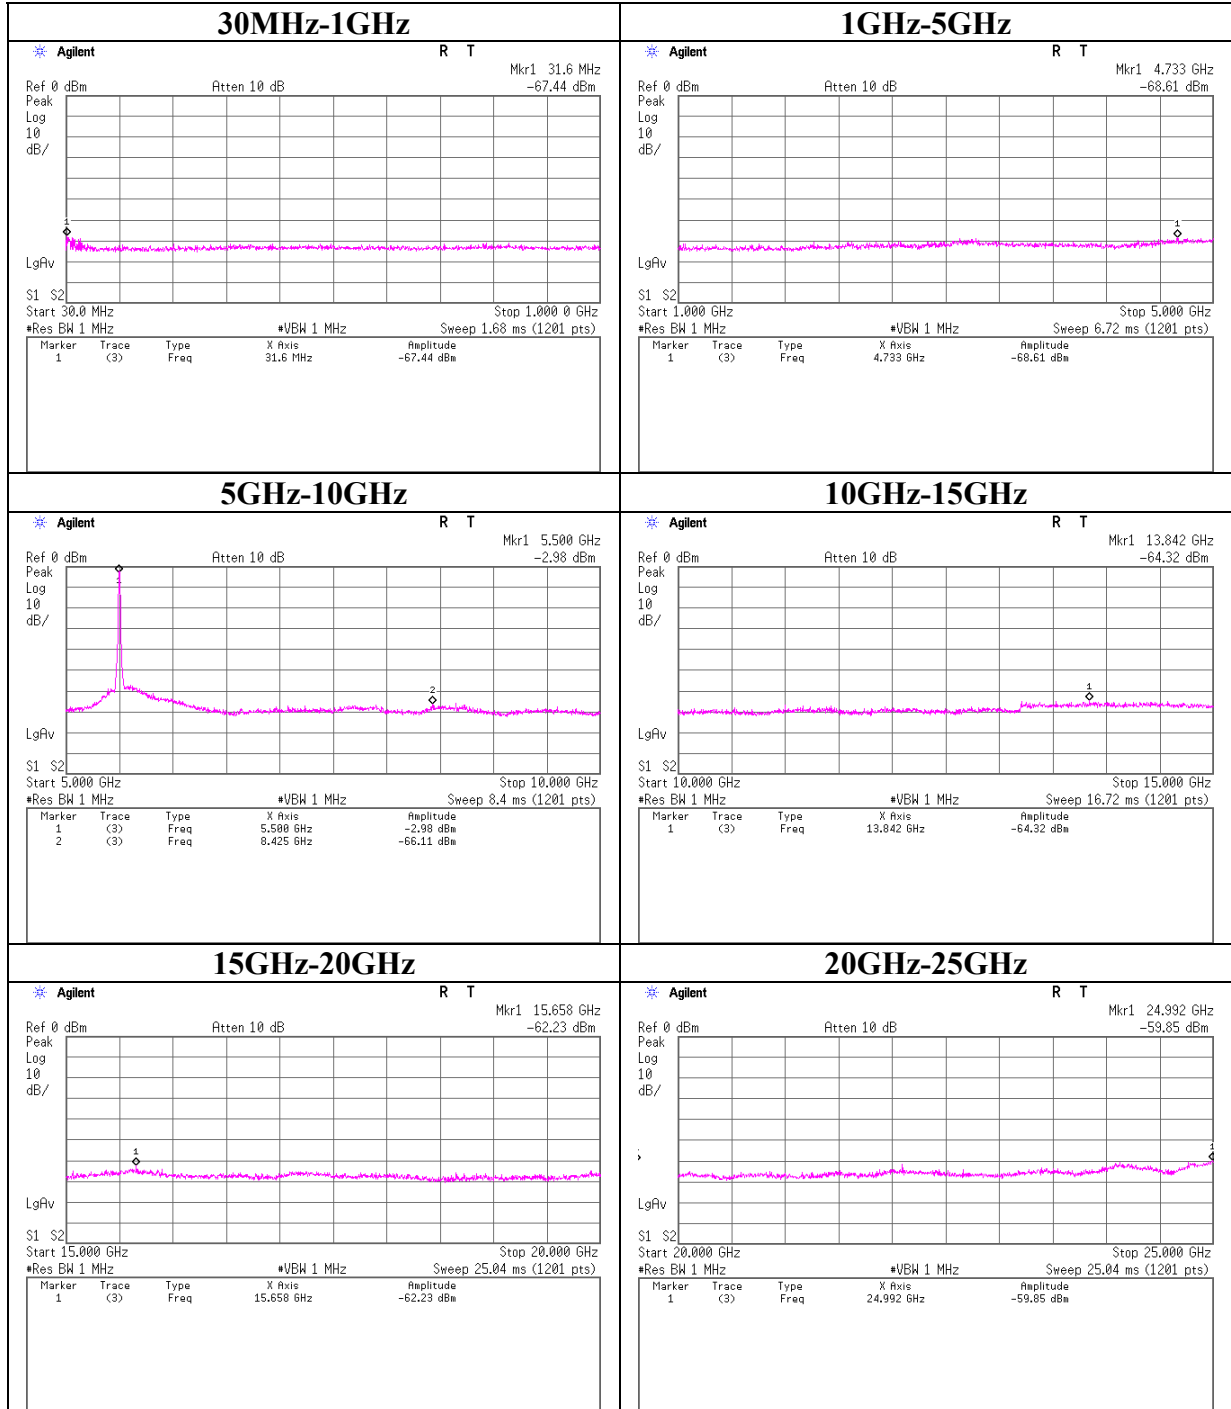 30MHz-1GHz
Agilent R T
Mkr1 31.6 MHz
Ref 0 dBm Atten 10 dB -67.44 dBm
Peak
Log
10
dB/
1
LgAv
S1 S2
Start 30.0 MHz Stop 1.000 0 GHz
#Res BW 1 MHz #VBW 1 MHz Sweep 1.68 ms (1201 pts)
Marker Trace Type X Axis Amplitude
1 (3) Freq 31.6 MHz -67.44 dBm
1GHz-5GHz
Agilent R T
Mkr1 4.733 GHz
Ref 0 dBm Atten 10 dB -68.61 dBm
Peak
Log
10
dB/
1
LgAv
S1 S2
Start 1.000 GHz Stop 5.000 GHz
#Res BW 1 MHz #VBW 1 MHz Sweep 6.72 ms (1201 pts)
Marker Trace Type X Axis Amplitude
1 (3) Freq 4.733 GHz -68.61 dBm
5GHz-10GHz
Agilent R T
Mkr1 5.500 GHz
Ref 0 dBm Atten 10 dB -2.98 dBm
Peak
Log
10
dB/
1
2
LgAv
S1 S2
Start 5.000 GHz Stop 10.000 GHz
#Res BW 1 MHz #VBW 1 MHz Sweep 8.4 ms (1201 pts)
Marker Trace Type X Axis Amplitude
1 (3) Freq 5.500 GHz -2.98 dBm
2 (3) Freq 8.425 GHz -66.11 dBm
10GHz-15GHz
Agilent R T
Mkr1 13.842 GHz
Ref 0 dBm Atten 10 dB -64.32 dBm
Peak
Log
10
dB/
1
LgAv
S1 S2
Start 10.000 GHz Stop 15.000 GHz
#Res BW 1 MHz #VBW 1 MHz Sweep 16.72 ms (1201 pts)
Marker Trace Type X Axis Amplitude
1 (3) Freq 13.842 GHz -64.32 dBm
15GHz-20GHz
Agilent R T
Mkr1 15.658 GHz
Ref 0 dBm Atten 10 dB -62.23 dBm
Peak
Log
10
dB/
1
LgAv
S1 S2
Start 15.000 GHz Stop 20.000 GHz
#Res BW 1 MHz #VBW 1 MHz Sweep 25.04 ms (1201 pts)
Marker Trace Type X Axis Amplitude
1 (3) Freq 15.658 GHz -62.23 dBm
20GHz-25GHz
Agilent R T
Mkr1 24.992 GHz
Ref 0 dBm Atten 10 dB -59.85 dBm
Peak
Log
10
dB/
1
LgAv
S1 S2
Start 20.000 GHz Stop 25.000 GHz
#Res BW 1 MHz #VBW 1 MHz Sweep 25.04 ms (1201 pts)
Marker Trace Type X Axis Amplitude
1 (3) Freq 24.992 GHz -59.85 dBm